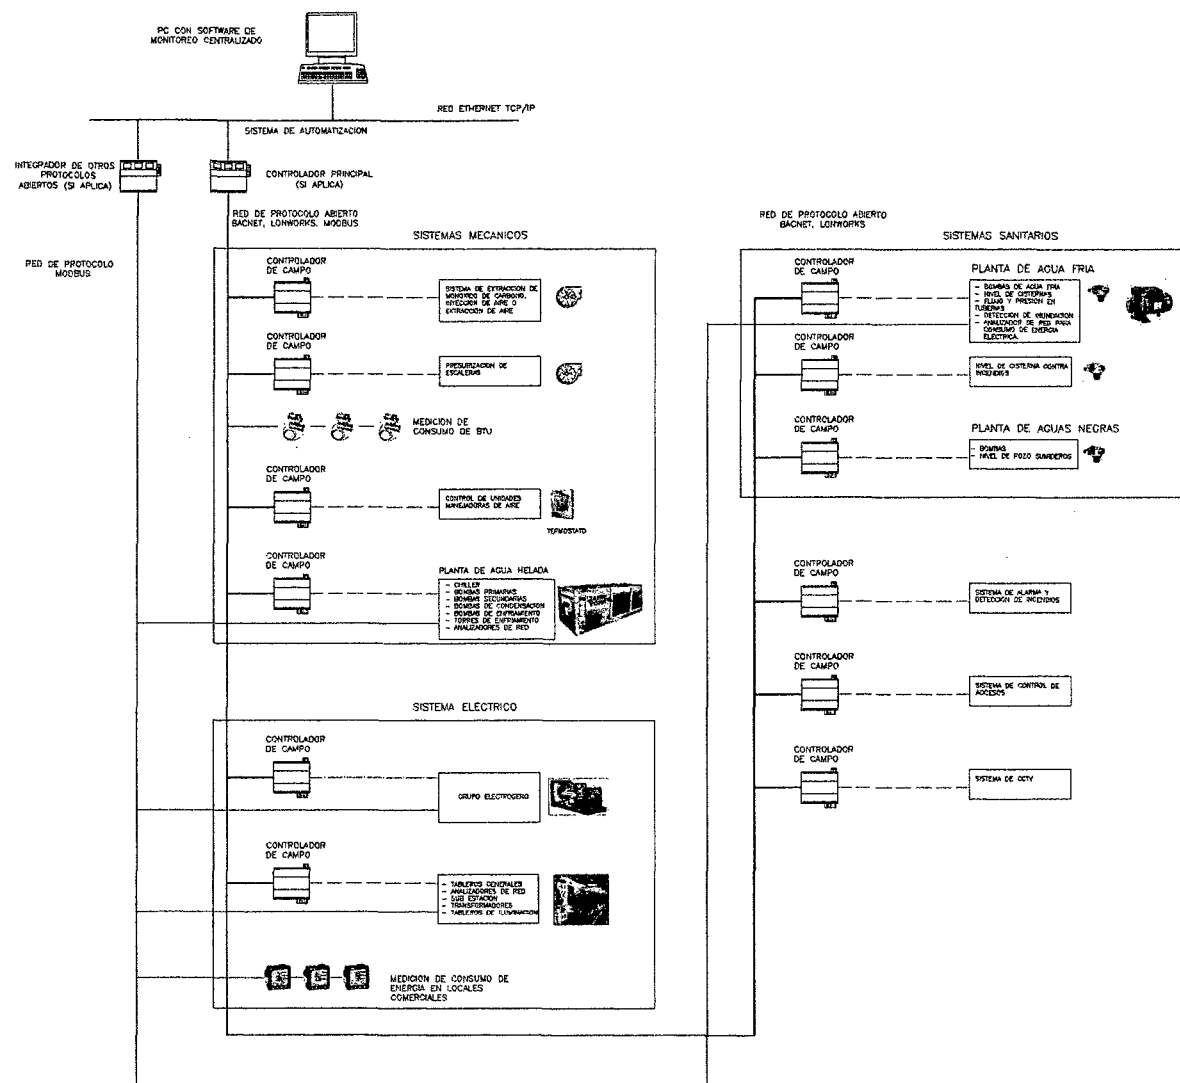 PC CON SOFTWARE DE
MONITOREO CENTRALIZADO
RED ETHERNET TCP/IP
SISTEMA DE AUTOMATIZACION
INTEGRADOR DE OTROS
PROTOCOLOS
ABIERTOS (SI APLICA)
CONTROLADOR PRINCIPAL
(SI APLICA)
RED DE PROTOCOLO ABIERTO
BACNET, LONWORKS, MODBUS
RED DE PROTOCOLO
MODBUS
SISTEMAS MECANICOS
CONTROLADOR
DE CAMPO
SISTEMA DE EXTRACCION DE
MONOXIDO DE CARBONO,
INYECCION DE AIRE O
EXTRACCION DE AIRE
CONTROLADOR
DE CAMPO
PRESURIZACION DE
ESCALERAS
MEDICION DE
CONSUMO DE BTU
CONTROLADOR
DE CAMPO
CONTROL DE UNIDADES
MANEJADORAS DE AIRE
TERMOSTATO
CONTROLADOR
DE CAMPO
PLANTA DE AGUA HELADA
- CHILLER
- BOMBAS PRIMARIAS
- BOMBAS SECUNDARIAS
- BOMBAS DE CONDENSACION
- BOMBAS DE ENFRIAMIENTO
- TORRES DE ENFRIAMIENTO
- ANALIZADORES DE RED
SISTEMA ELECTRICO
CONTROLADOR
DE CAMPO
GRUPO ELECTROGENO
CONTROLADOR
DE CAMPO
- TABLEROS GENERALES
- ANALIZADORES DE RED
- SUB ESTACION
- TRANSFORMADORES
- TABLEROS DE ILUMINACION
MEDICION DE CONSUMO DE
ENERGIA EN LOCALES
COMERCIALES
RED DE PROTOCOLO ABIERTO
BACNET, LONWORKS
SISTEMAS SANITARIOS
CONTROLADOR
DE CAMPO
PLANTA DE AGUA FRIA
- BOMBAS DE AGUA FRIA
- NIVEL DE CISTERNAS
- FLUJO Y PRESION EN
TUBERIAS
- DETECCION DE INUNDACION
- ANALIZADOR DE RED PARA
CONSUMO DE ENERGIA
ELECTRICA.
CONTROLADOR
DE CAMPO
NIVEL DE CISTERNA CONTRA
INCENDIOS
CONTROLADOR
DE CAMPO
PLANTA DE AGUAS NEGRAS
- BOMBAS
- NIVEL DE POZO SUMIDEROS
CONTROLADOR
DE CAMPO
SISTEMA DE ALARMA Y
DETECCION DE INCENDIOS
CONTROLADOR
DE CAMPO
SISTEMA DE CONTROL DE
ACCESOS
CONTROLADOR
DE CAMPO
SISTEMA DE CCTV